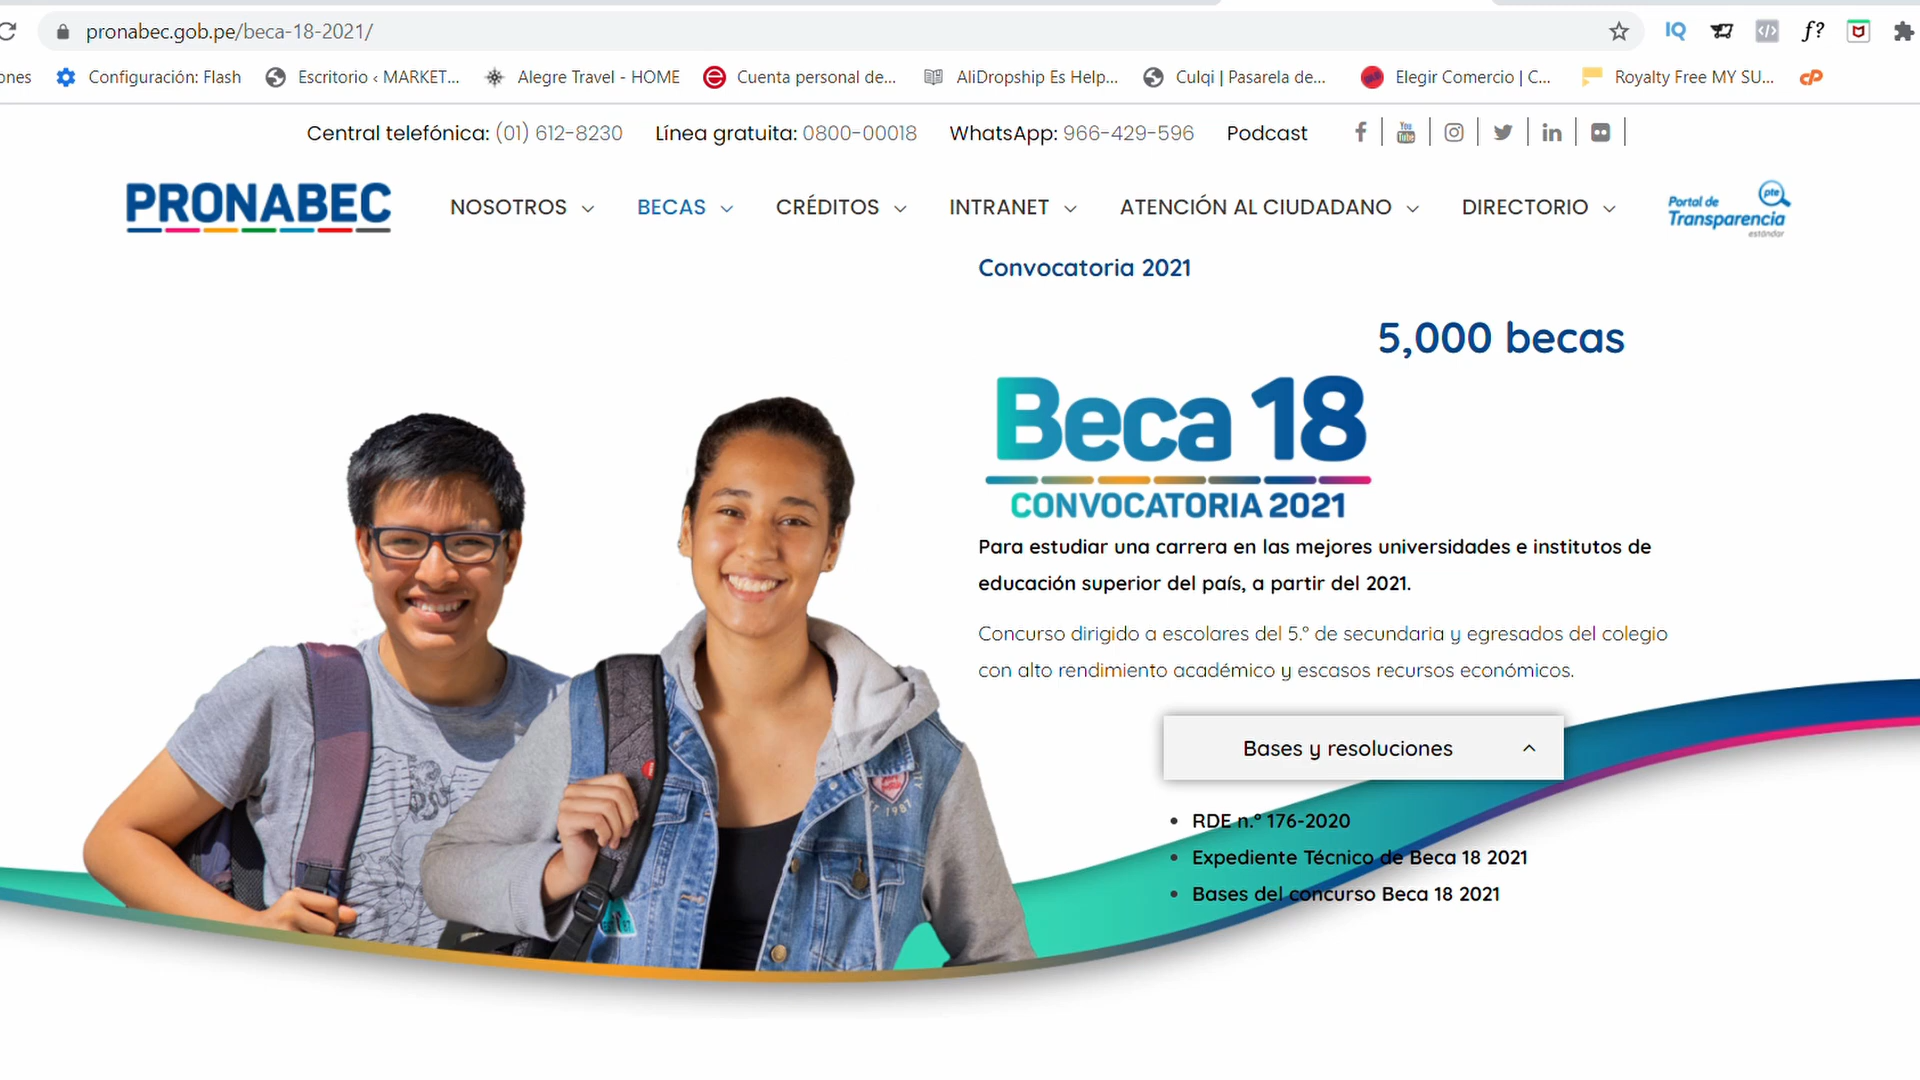 pronabec.gob.pe/beca-18-2021/
IQ f?
ones Configuración: Flash Escritorio ‹ MARKET... Alegre Travel - HOME Cuenta personal de... AliDropship Es Help... Culqi | Pasarela de... Elegir Comercio | C... Royalty Free MY SU... cP
Central telefónica: (01) 612-8230 Línea gratuita: 0800-00018 WhatsApp: 966-429-596 Podcast
PRONABEC NOSOTROS BECAS CRÉDITOS INTRANET ATENCIÓN AL CIUDADANO DIRECTORIO
pte
Portal de
Transparencia
estándar
Convocatoria 2021
5,000 becas
Beca 18
CONVOCATORIA 2021
Para estudiar una carrera en las mejores universidades e institutos de
educación superior del país, a partir del 2021.
Concurso dirigido a escolares del 5.° de secundaria y egresados del colegio
con alto rendimiento académico y escasos recursos económicos.
Bases y resoluciones
• RDE n.° 176-2020
• Expediente Técnico de Beca 18 2021
• Bases del concurso Beca 18 2021